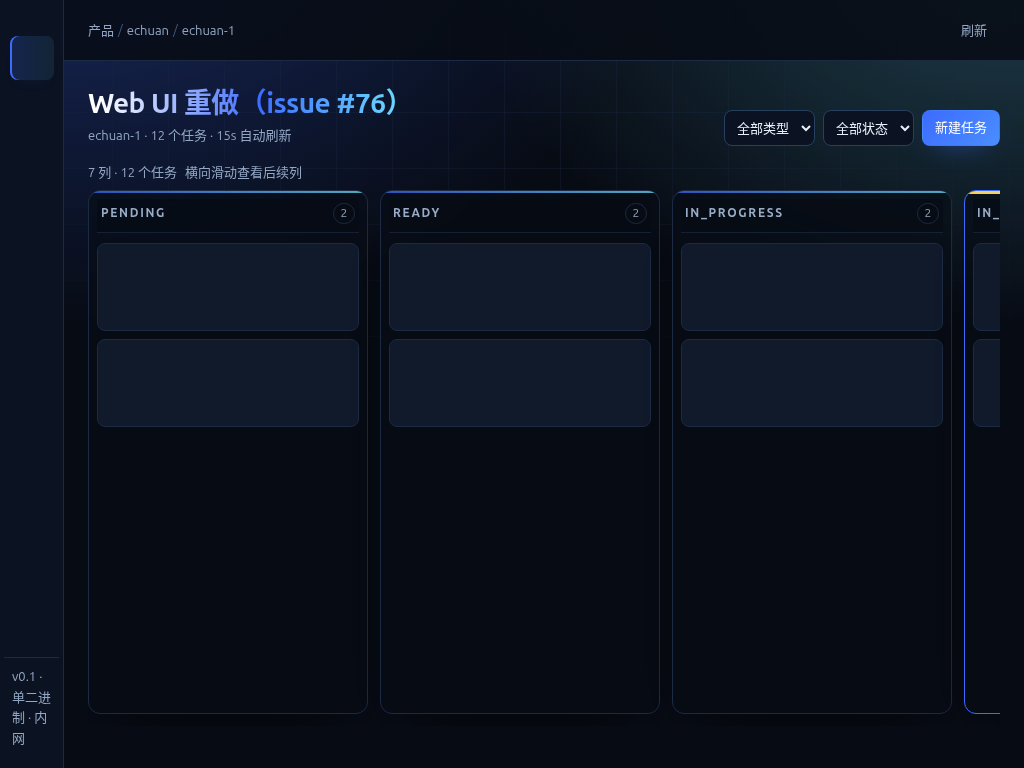 产品 / echuan / echuan-1
刷新
Web UI 重做（issue #76）
echuan-1 · 12 个任务 · 15s 自动刷新
全部类型
全部状态
新建任务
7 列 · 12 个任务 横向滑动查看后续列
PENDING 2
READY 2
IN_PROGRESS 2
IN_
v0.1 ·
单二进
制 · 内
网